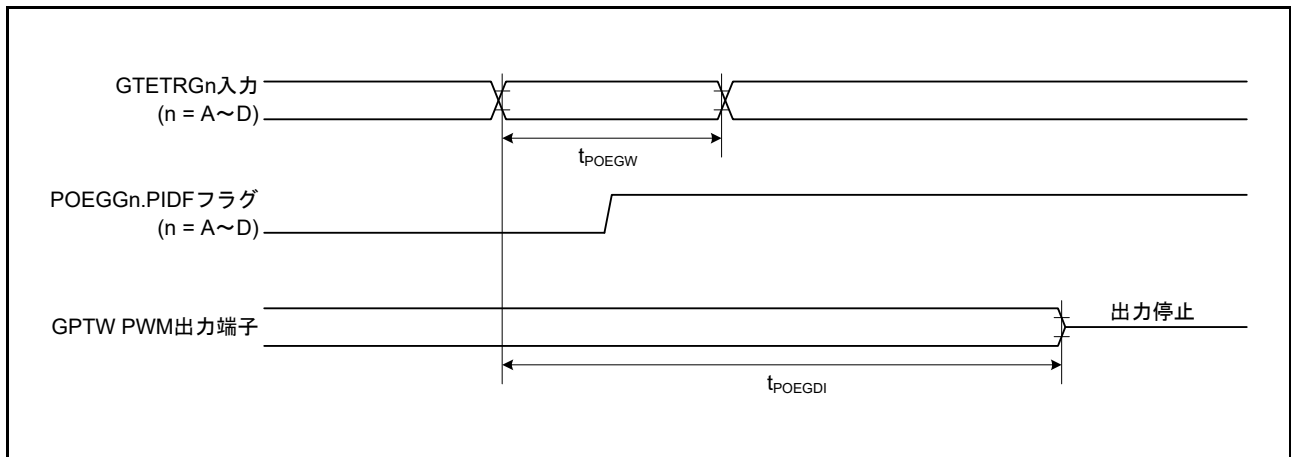 GTETRGn入力
(n = A～D)
tPOEGW
POEGGn.PIDFフラグ
(n = A～D)
GPTW PWM出力端子
出力停止
tPOEGDI